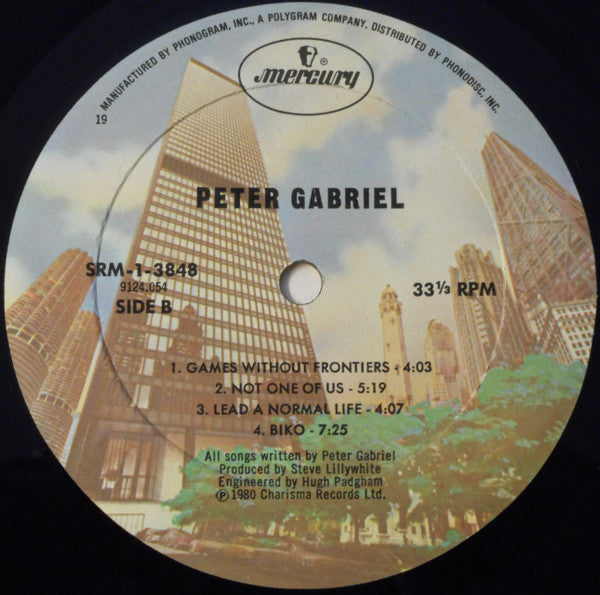 MANUFACTURED BY PHONOGRAM, INC., A POLYGRAM COMPANY. DISTRIBUTED BY PHONODISC, INC.
19
®
mercury
PETER GABRIEL
SRM-1-3848
9124.054
SIDE B
33⅓ RPM
1. GAMES WITHOUT FRONTIERS - 4:03
2. NOT ONE OF US - 5:19
3. LEAD A NORMAL LIFE - 4:07
4. BIKO - 7:25
All songs written by Peter Gabriel
Produced by Steve Lillywhite
Engineered by Hugh Padgham
℗ 1980 Charisma Records Ltd.